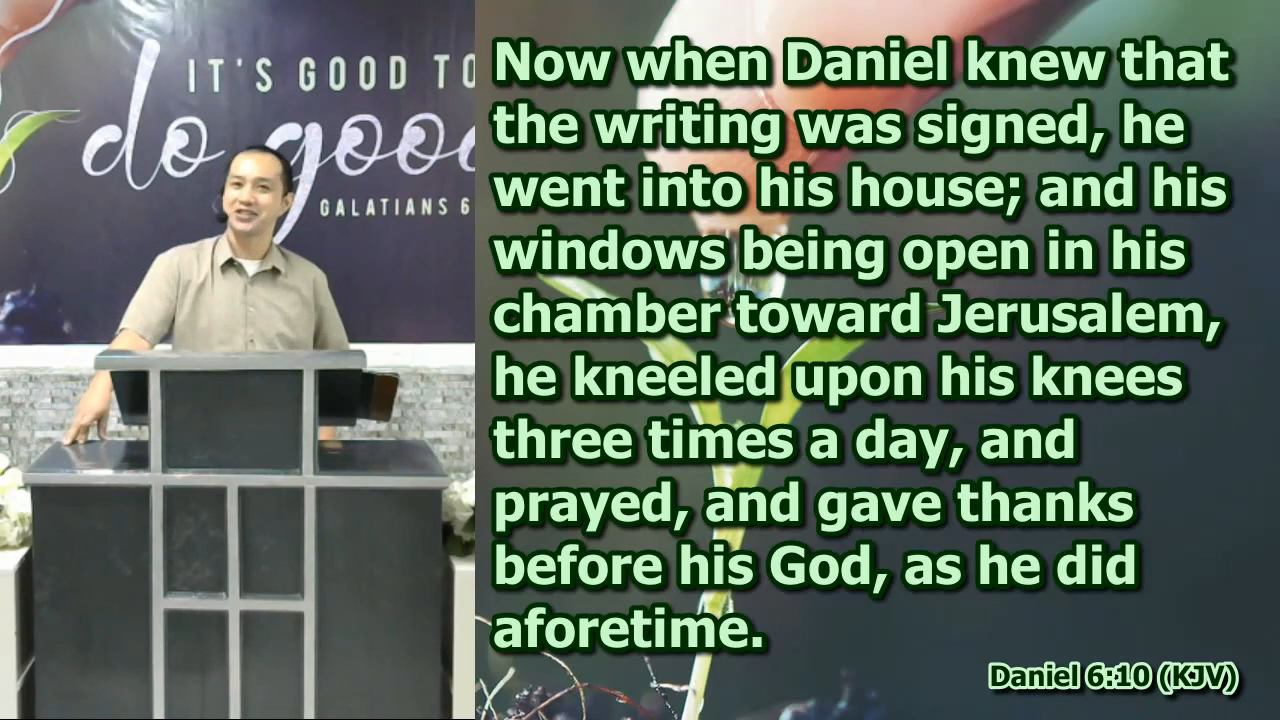 IT'S GOOD TO
do good
GALATIANS 6
Now when Daniel knew that
the writing was signed, he
went into his house; and his
windows being open in his
chamber toward Jerusalem,
he kneeled upon his knees
three times a day, and
prayed, and gave thanks
before his God, as he did
aforetime.
Daniel 6:10 (KJV)